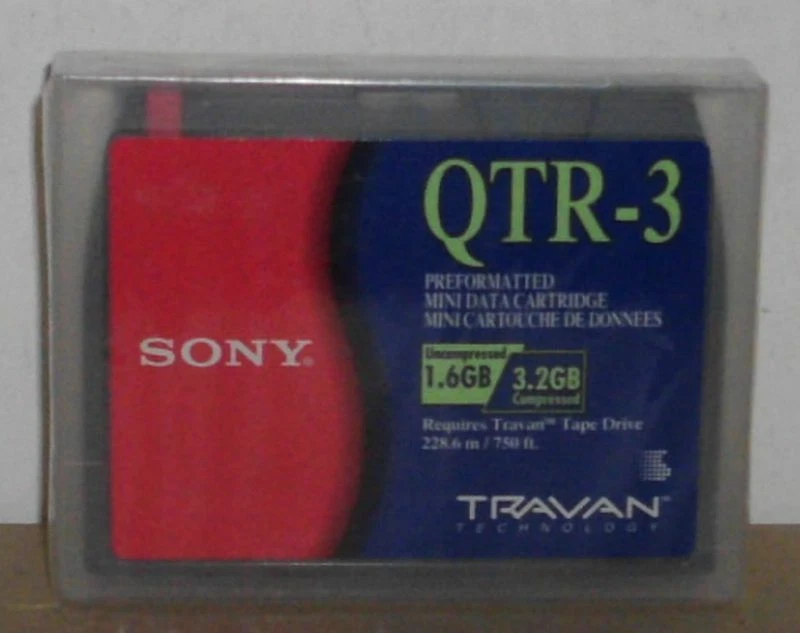 QTR-3
PREFORMATTED
MINI DATA CARTRIDGE
MINI CARTOUCHE DE DONNEES
SONY®
Uncompressed
1.6GB
3.2GB
Compressed
Requires Travan™ Tape Drive
228.6 m / 750 ft.
TRAVAN™
TECHNOLOGY